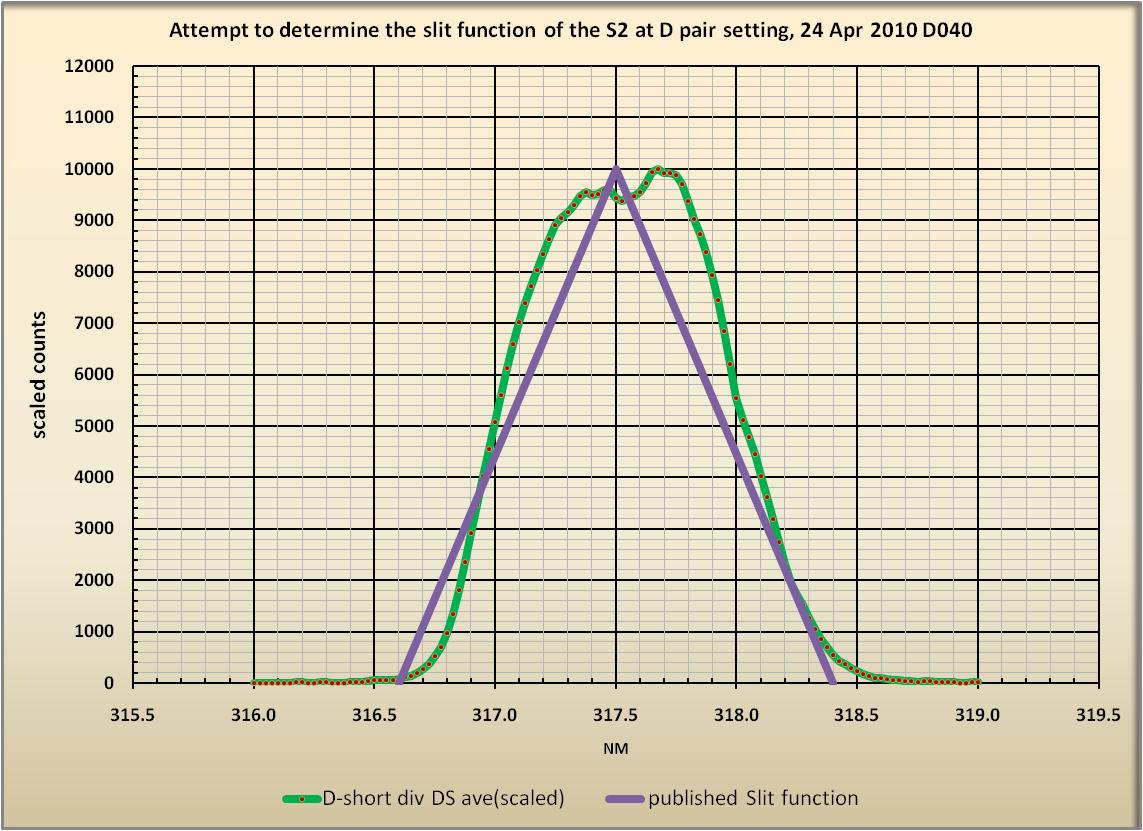 Attempt to determine the slit function of the S2 at D pair setting, 24 Apr 2010 D040
12000
11000
10000
9000
8000
7000
6000
5000
4000
3000
2000
1000
0
scaled counts
315.5 316.0 316.5 317.0 317.5 318.0 318.5 319.0 319.5
NM
D-short div DS ave(scaled) published Slit function